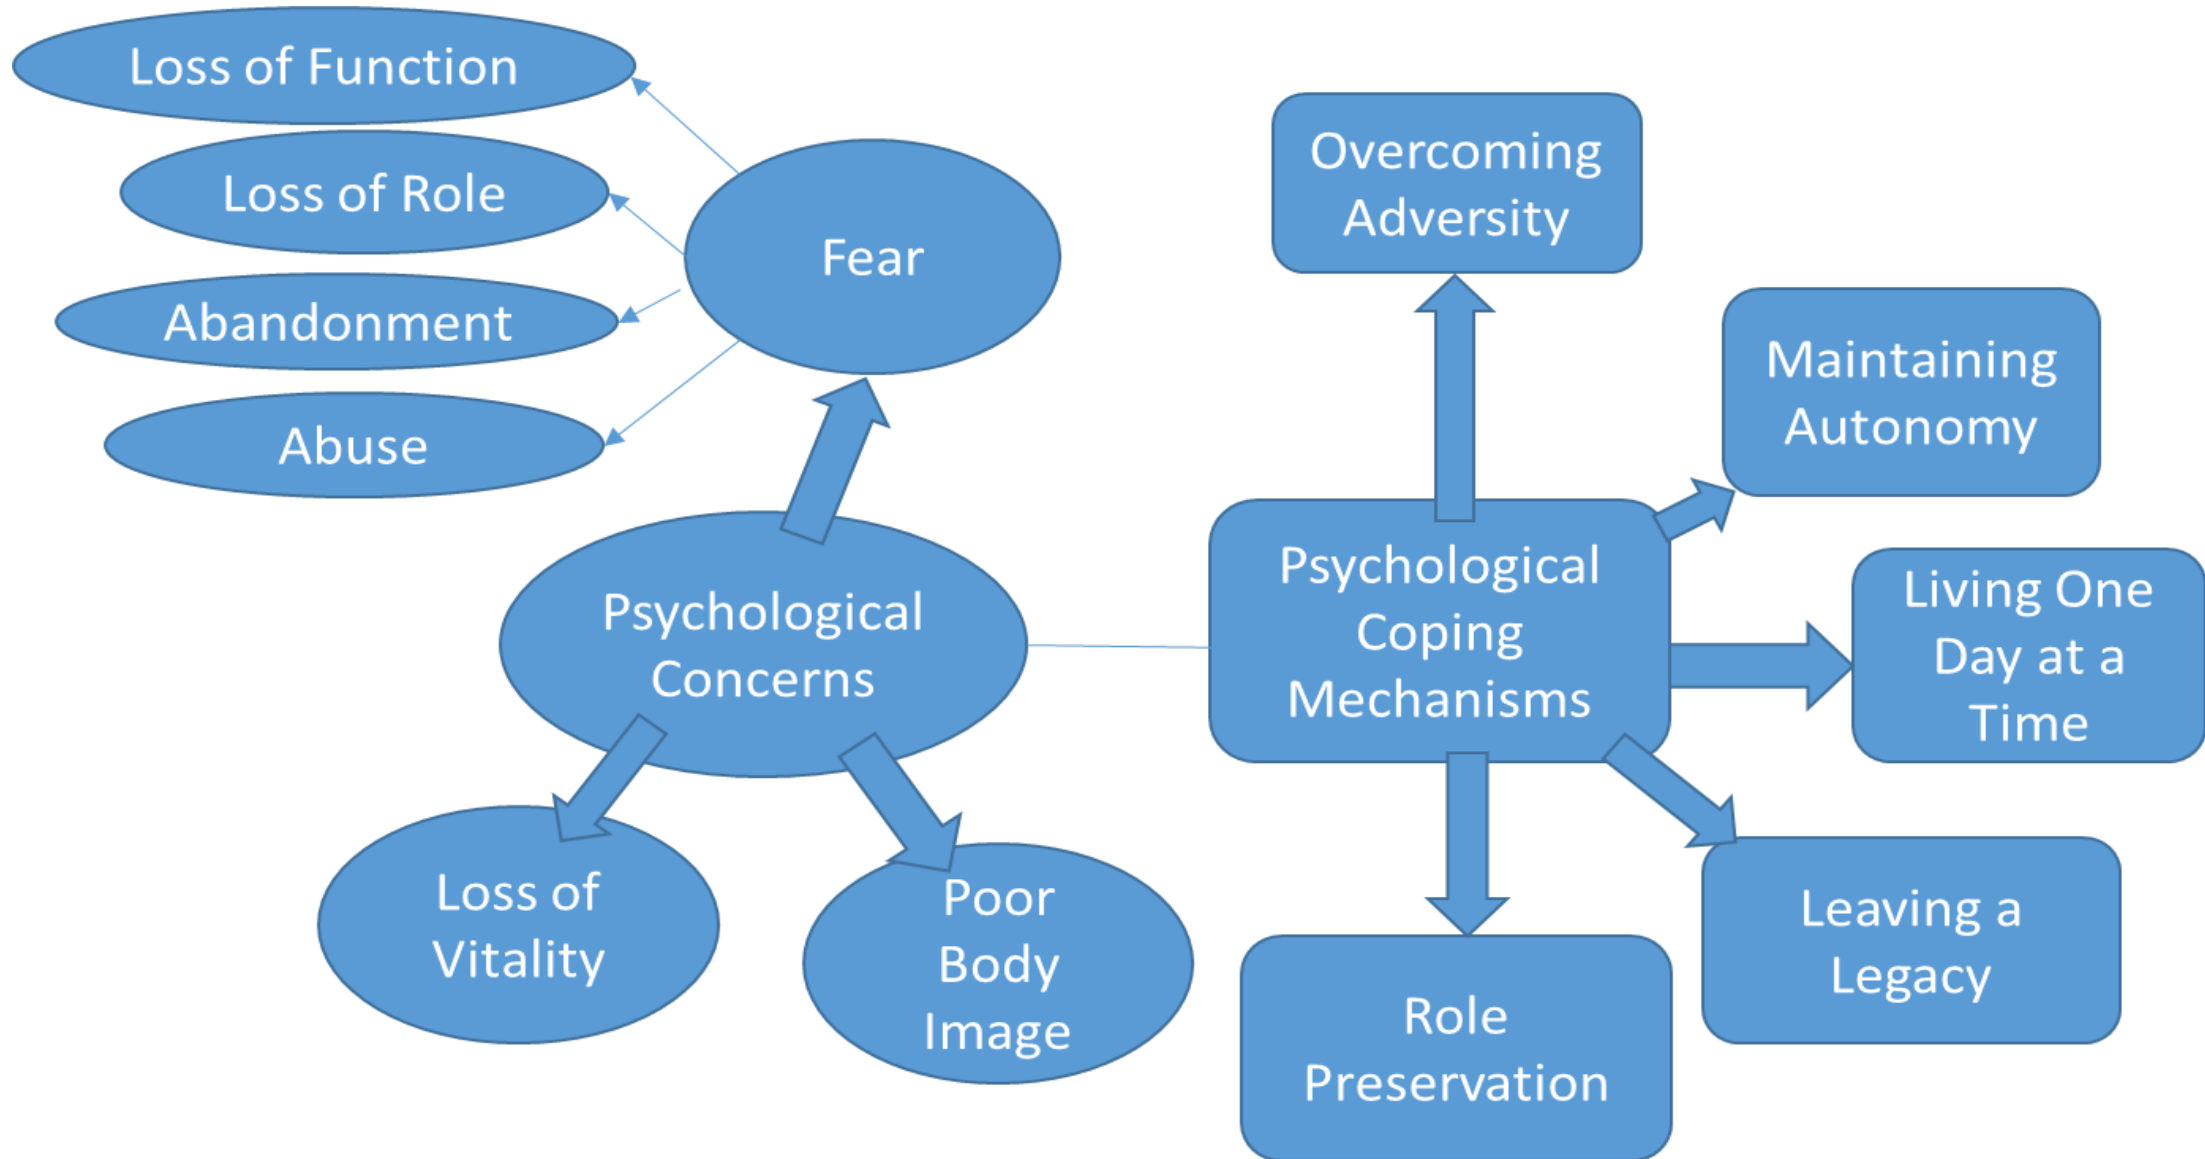 Loss of Function
Loss of Role
Abandonment
Abuse
Fear
Psychological
Concerns
Loss of
Vitality
Poor
Body
Image
Overcoming
Adversity
Maintaining
Autonomy
Psychological
Coping
Mechanisms
Living One
Day at a
Time
Leaving a
Legacy
Role
Preservation